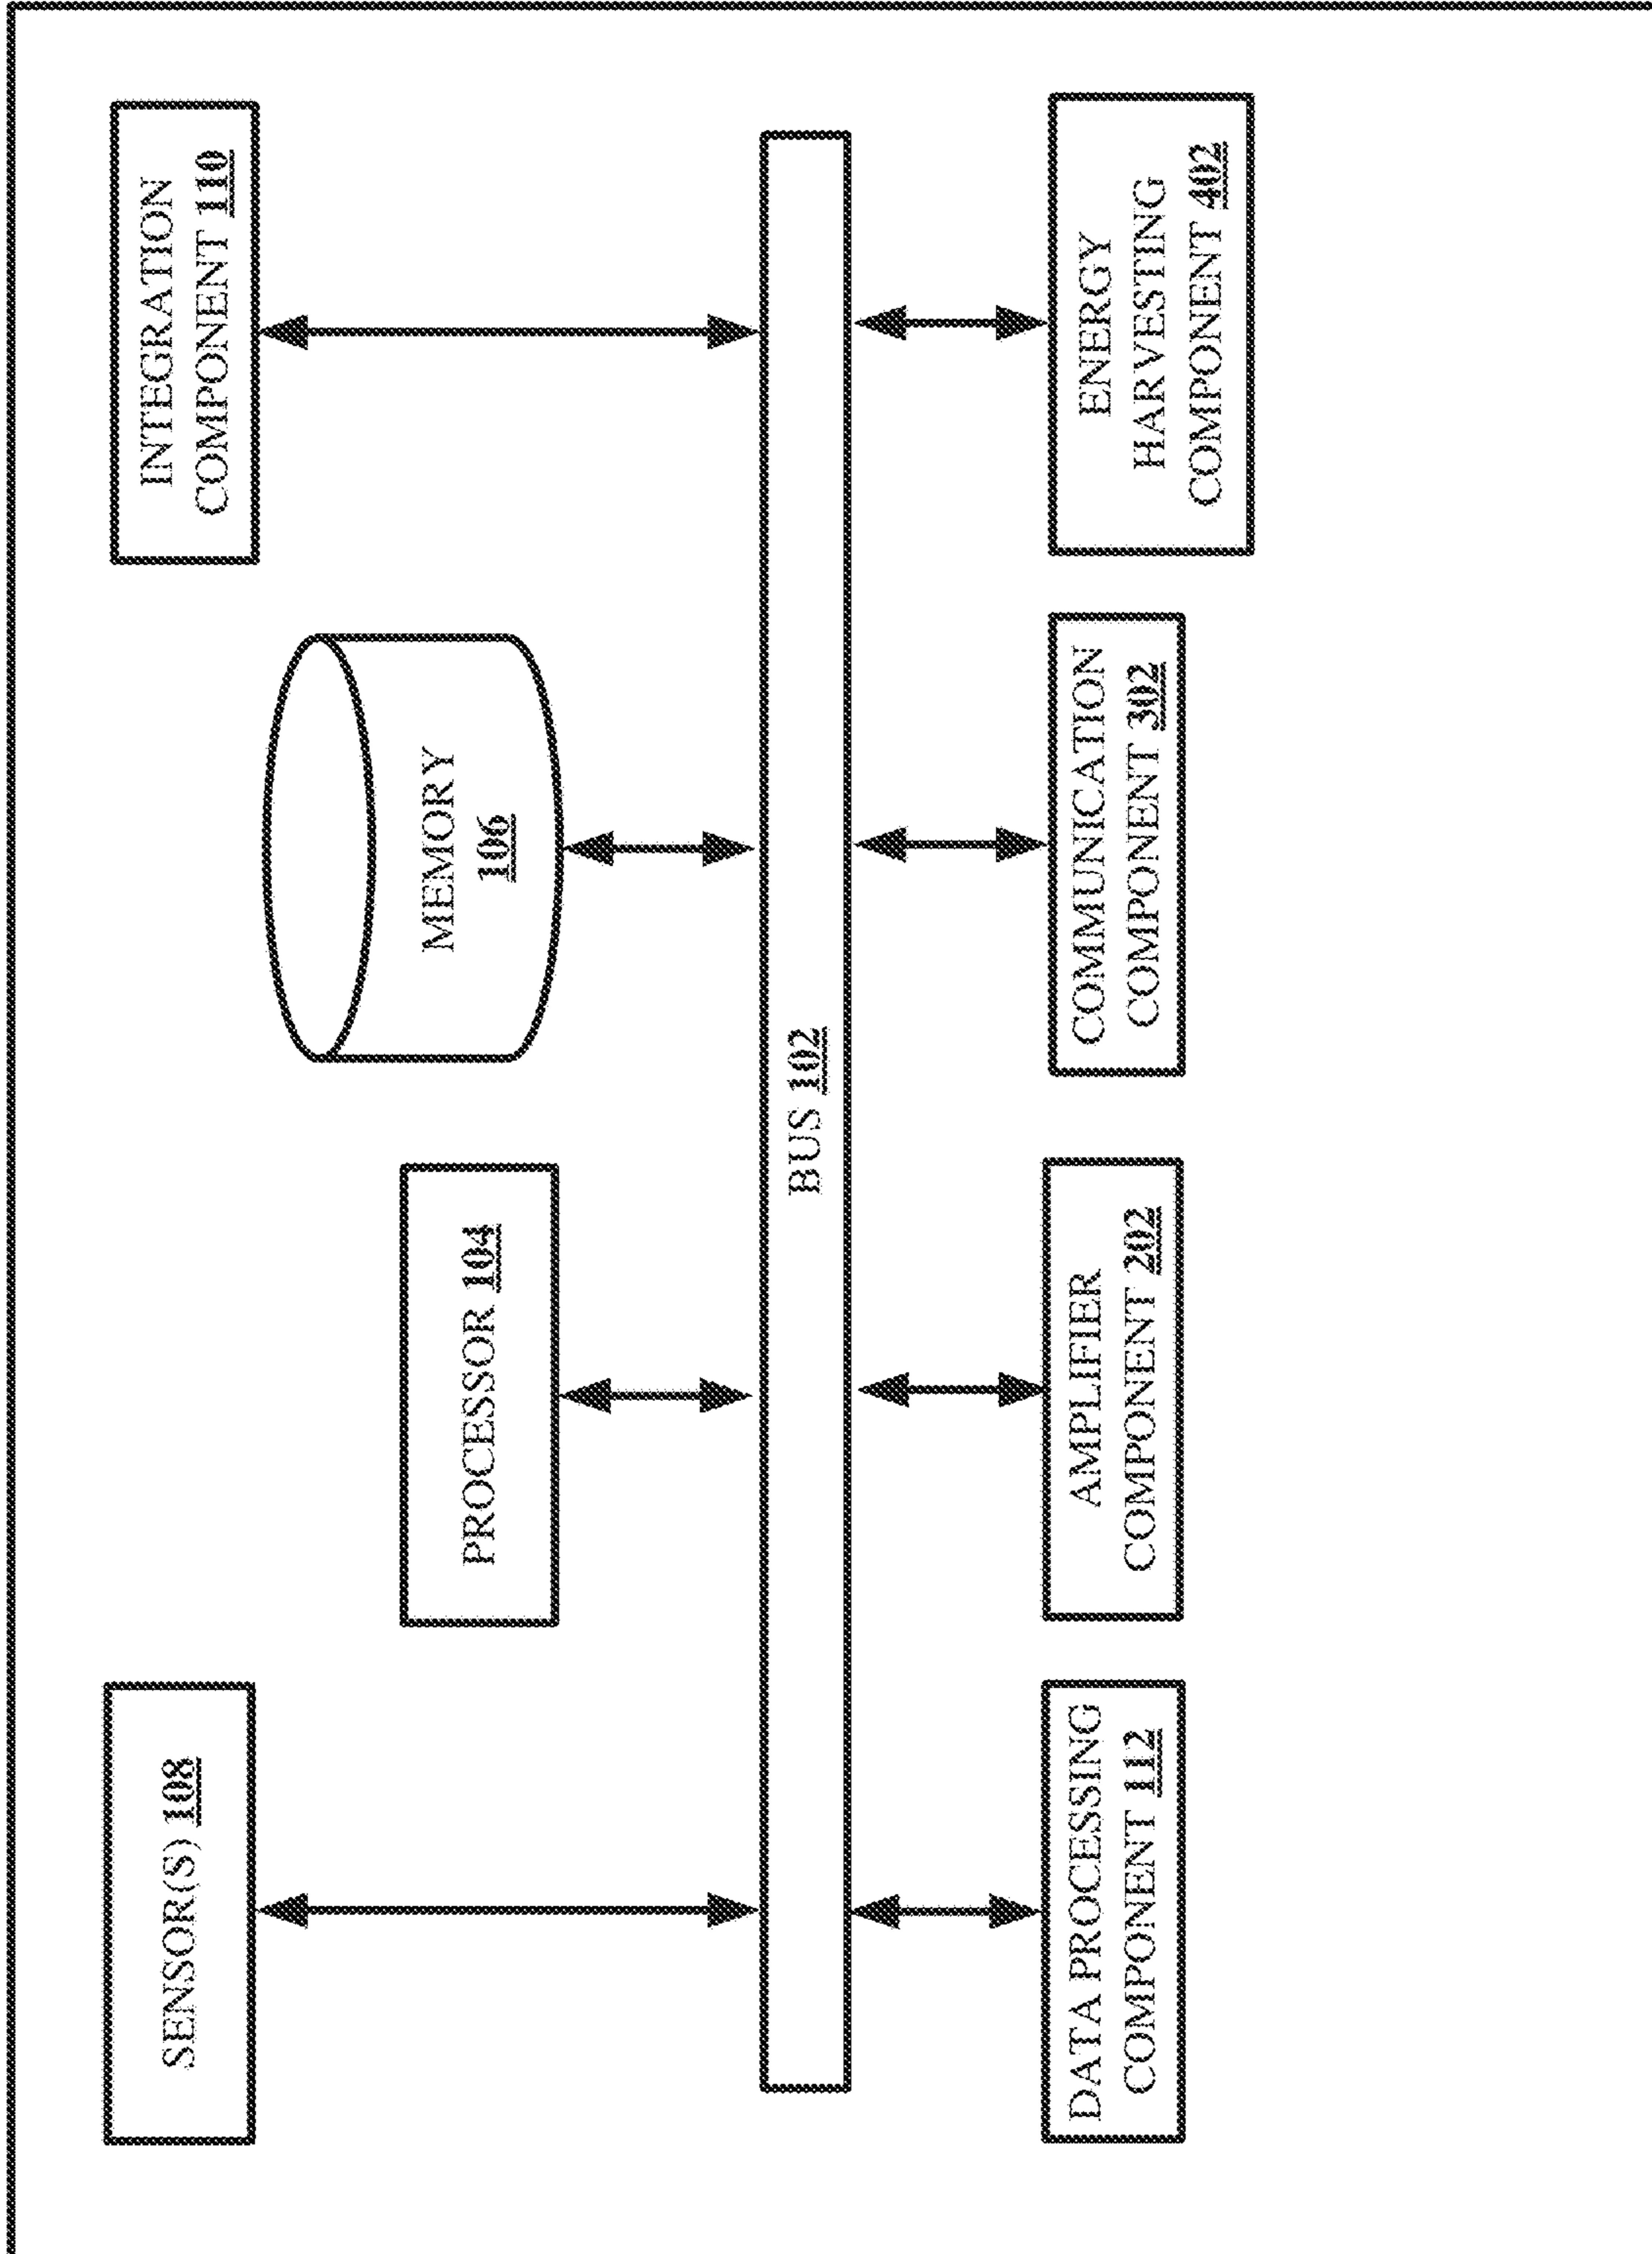 SENSOR(S) 108
PROCESSOR 104
MEMORY
106
INTEGRATION
COMPONENT 110
BUS 102
DATA PROCESSING
COMPONENT 112
AMPLIFIER
COMPONENT 202
COMMUNICATION
COMPONENT 302
ENERGY
HARVESTING
COMPONENT 402